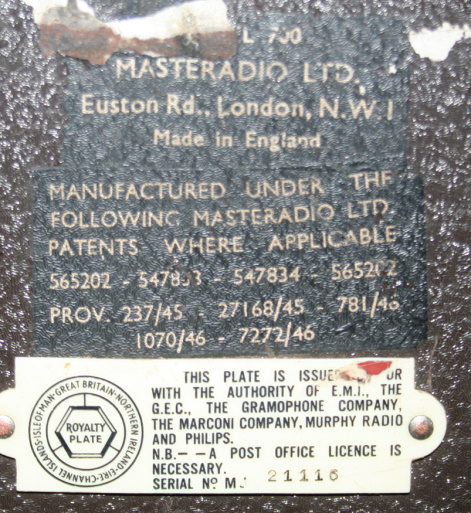 L 700
MASTERADIO LTD.
Euston Rd., London, N.W.1
Made in England
MANUFACTURED UNDER THE
FOLLOWING MASTERADIO LTD.
PATENTS WHERE APPLICABLE
565202 - - 547834 - 565202
PROV. 237/45 - 27168/45 - 781/46
1070/46 - 7272/46
ISLE OF MAN·GREAT BRITAIN·NORTHERN IRELAND·EIRE·CHANNEL ISLANDS·
ROYALTY
PLATE
THIS PLATE IS OR
WITH THE AUTHORITY OF E.M.I., THE
G.E.C., THE GRAMOPHONE COMPANY,
THE MARCONI COMPANY, MURPHY RADIO
AND PHILIPS.
N.B.--A POST OFFICE LICENCE IS
NECESSARY.
SERIAL Nº M. 21116